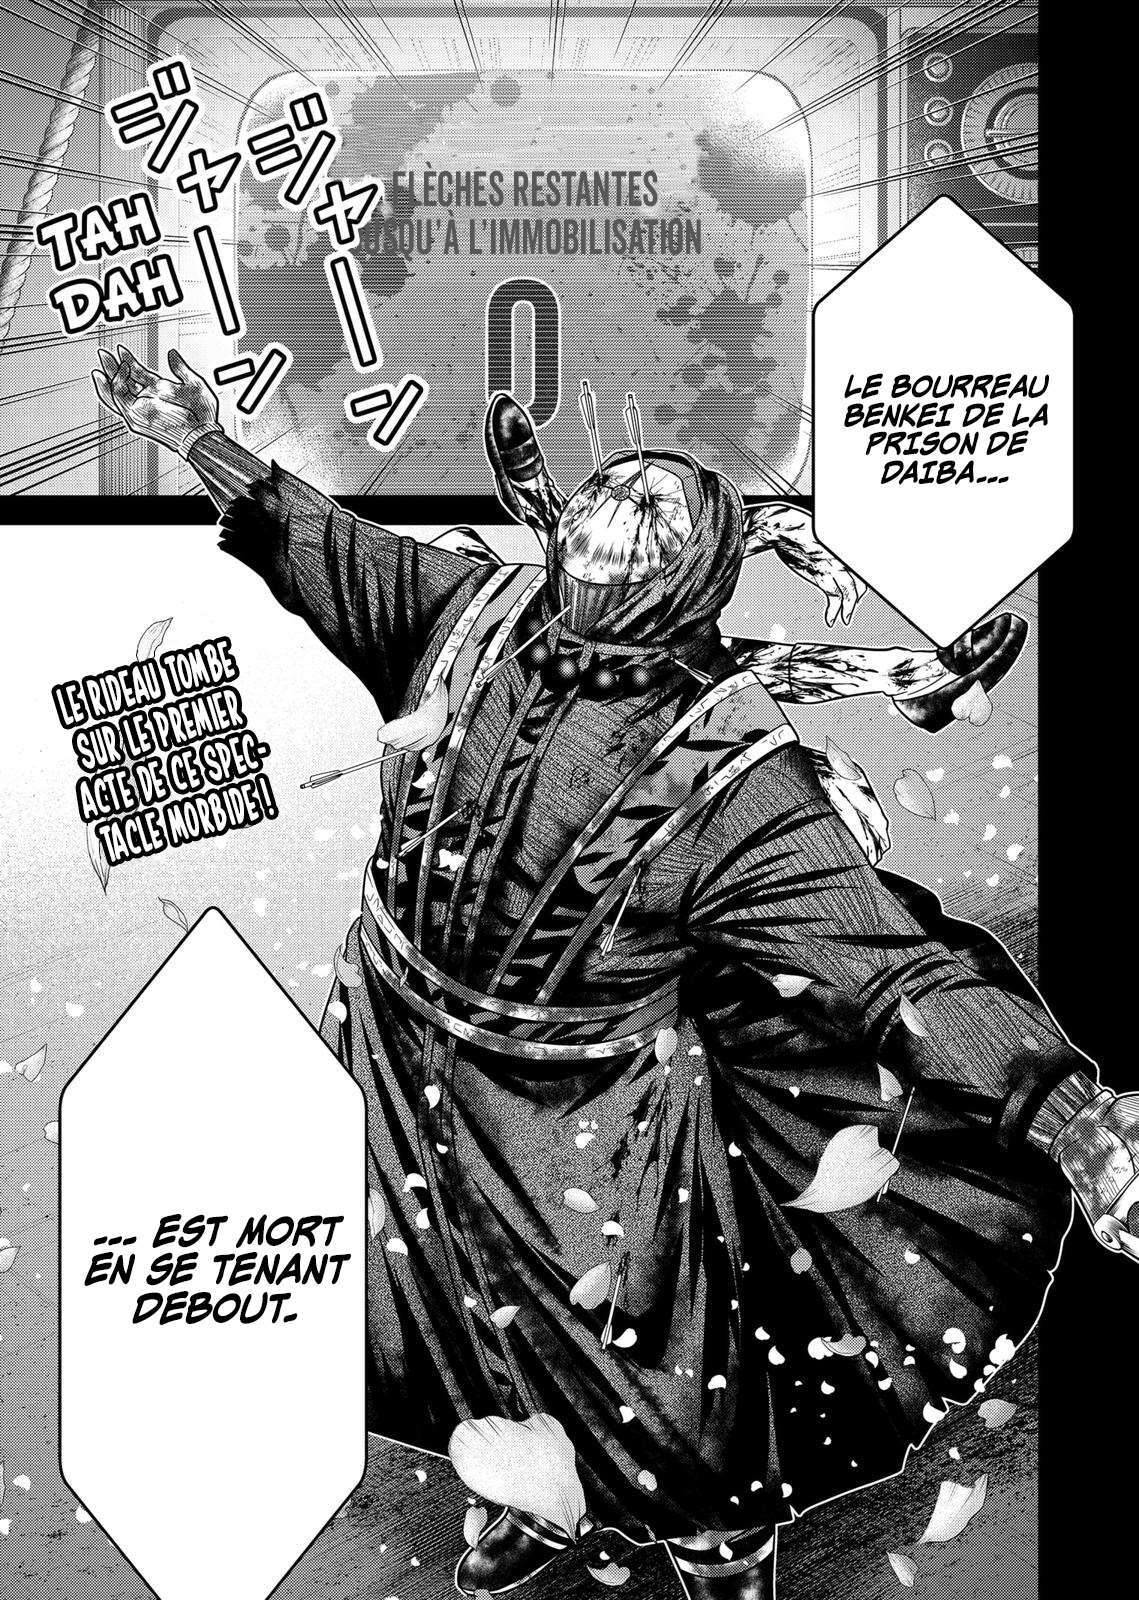 FLÈCHES RESTANTES
JUSQU'À L'IMMOBILISATION
0
ジャジャーーン
TAH
DAH
LE BOURREAU
BENKEI DE LA
PRISON DE
DAIBA...
LE RIDEAU TOMBE
SUR LE PREMIER
ACTE DE CE SPEC-
TACLE MORBIDE !
... EST MORT
EN SE TENANT
DEBOUT.